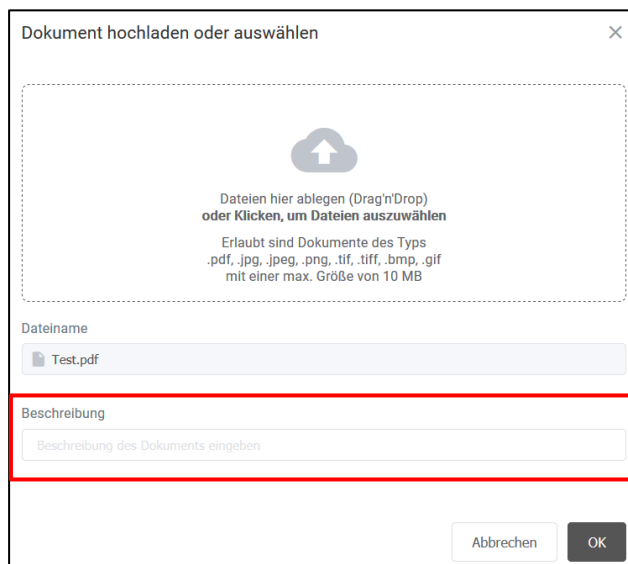 Dokument hochladen oder auswählen
Dateien hier ablegen (Drag'n'Drop)
oder Klicken, um Dateien auszuwählen
Erlaubt sind Dokumente des Typs
.pdf, .jpg, .jpeg, .png, .tif, .tiff, .bmp, .gif
mit einer max. Größe von 10 MB
Dateiname
Test.pdf
Beschreibung
Beschreibung des Dokuments eingeben
Abbrechen OK